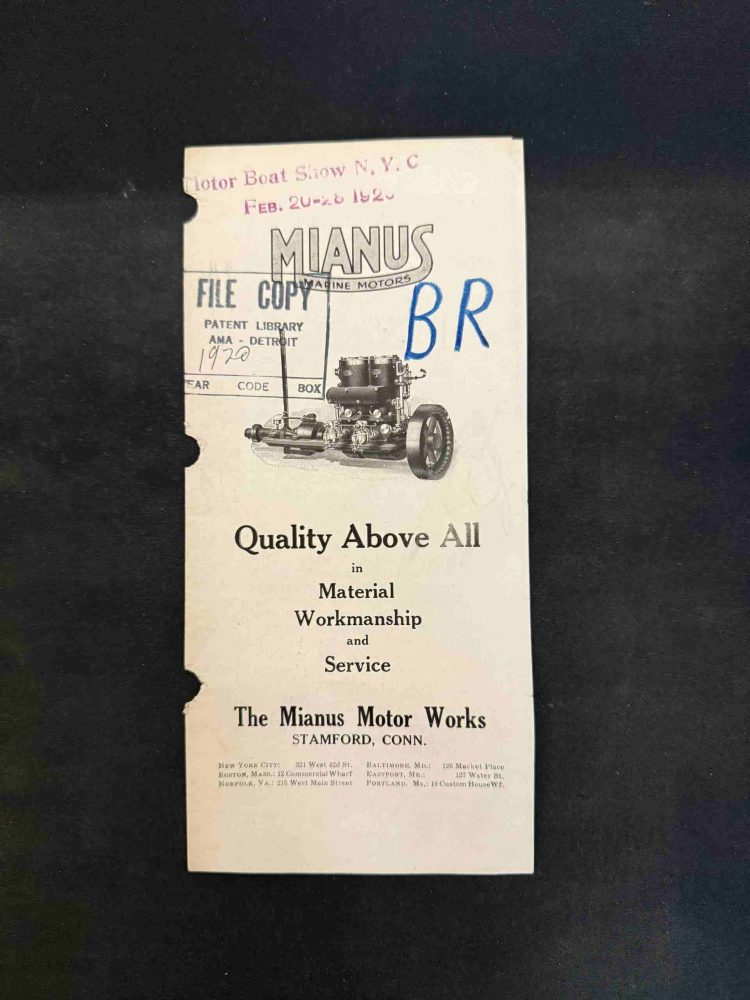 Motor Boat Show N.Y.C
FEB. 20-28 1920
MIANUS
MARINE MOTORS
BR
FILE COPY
PATENT LIBRARY
AMA - DETROIT
1920
YEAR CODE BOX
Quality Above All
in
Material
Workmanship
and
Service
The Mianus Motor Works
STAMFORD, CONN.
NEW YORK CITY: 321 West 42d St. BALTIMORE, MD.: 126 Market Place
BOSTON, MASS.: 12 Commercial Wharf EASTPORT, ME.: 127 Water St.
NORFOLK, VA.: 235 West Main Street PORTLAND, ME., 19 Custom House Wf.